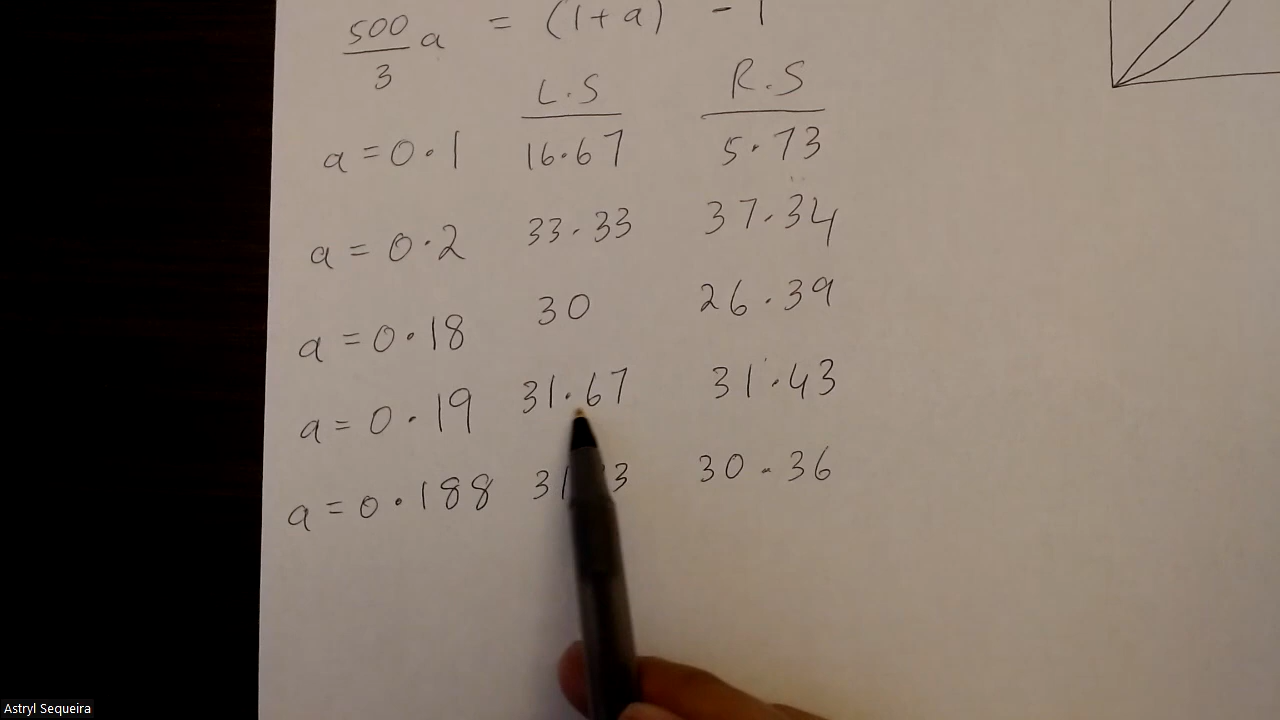 500/3 a = (1+a) - 1
L.S R.S
a = 0.1 16.67 5.73
a = 0.2 33.33 37.34
a = 0.18 30 26.39
a = 0.19 31.67 31.43
a = 0.188 30.36
Astryl Sequeira